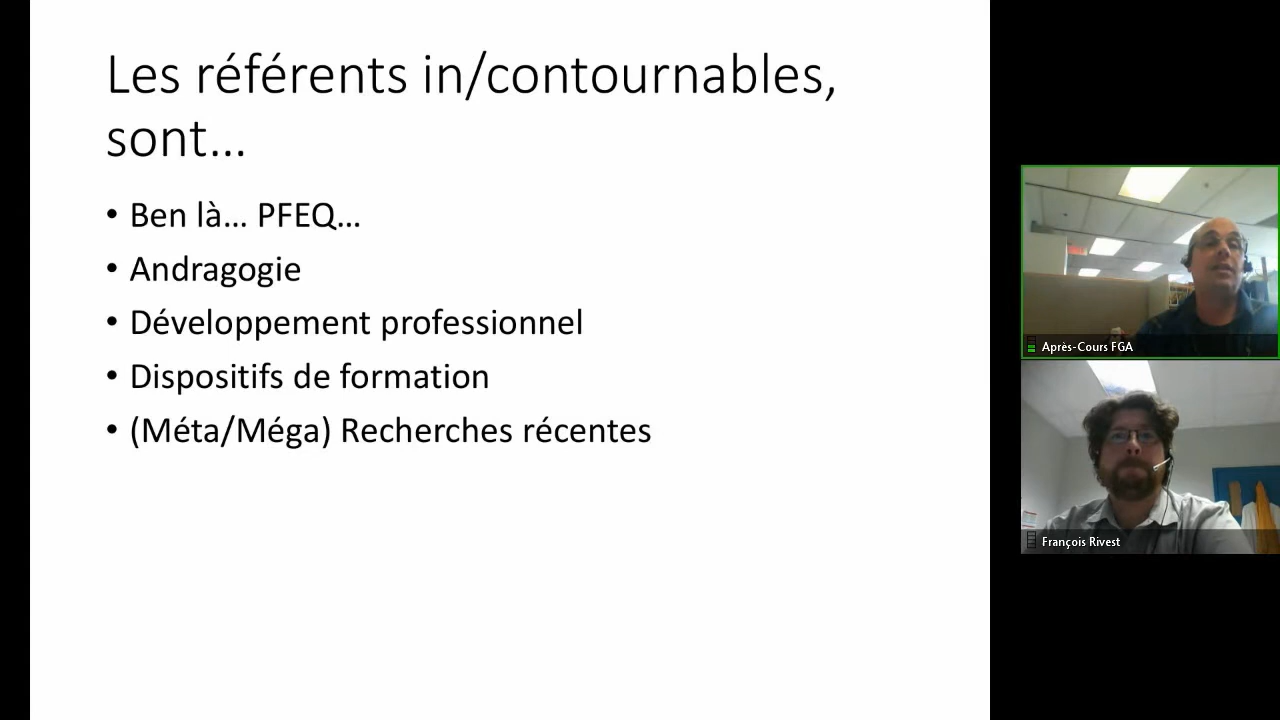 Les référents in/contournables,
sont…
• Ben là… PFEQ…
• Andragogie
• Développement professionnel
• Dispositifs de formation
• (Méta/Méga) Recherches récentes
Après-Cours FGA
François Rivest